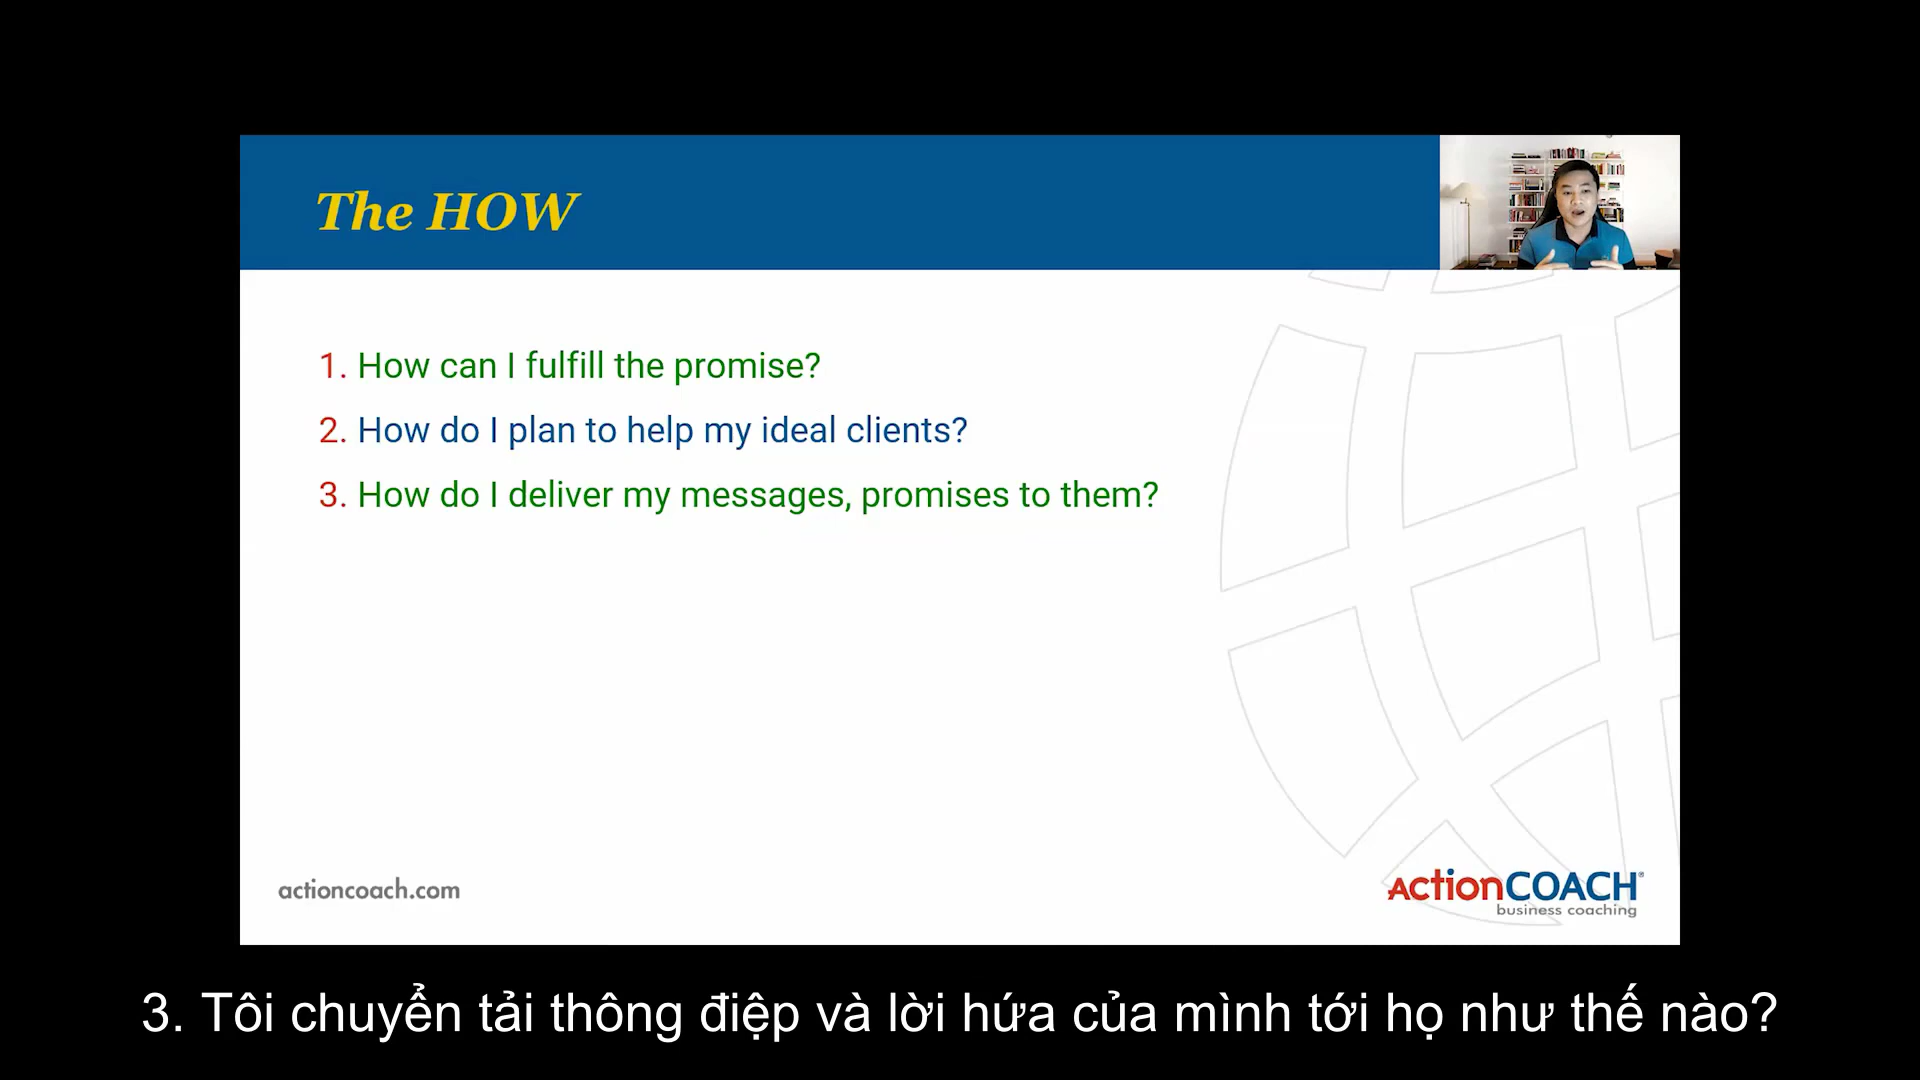 The HOW
1. How can I fulfill the promise?
2. How do I plan to help my ideal clients?
3. How do I deliver my messages, promises to them?
actioncoach.com
ACTionCOACH®
business coaching
3. Tôi chuyển tải thông điệp và lời hứa của mình tới họ như thế nào?